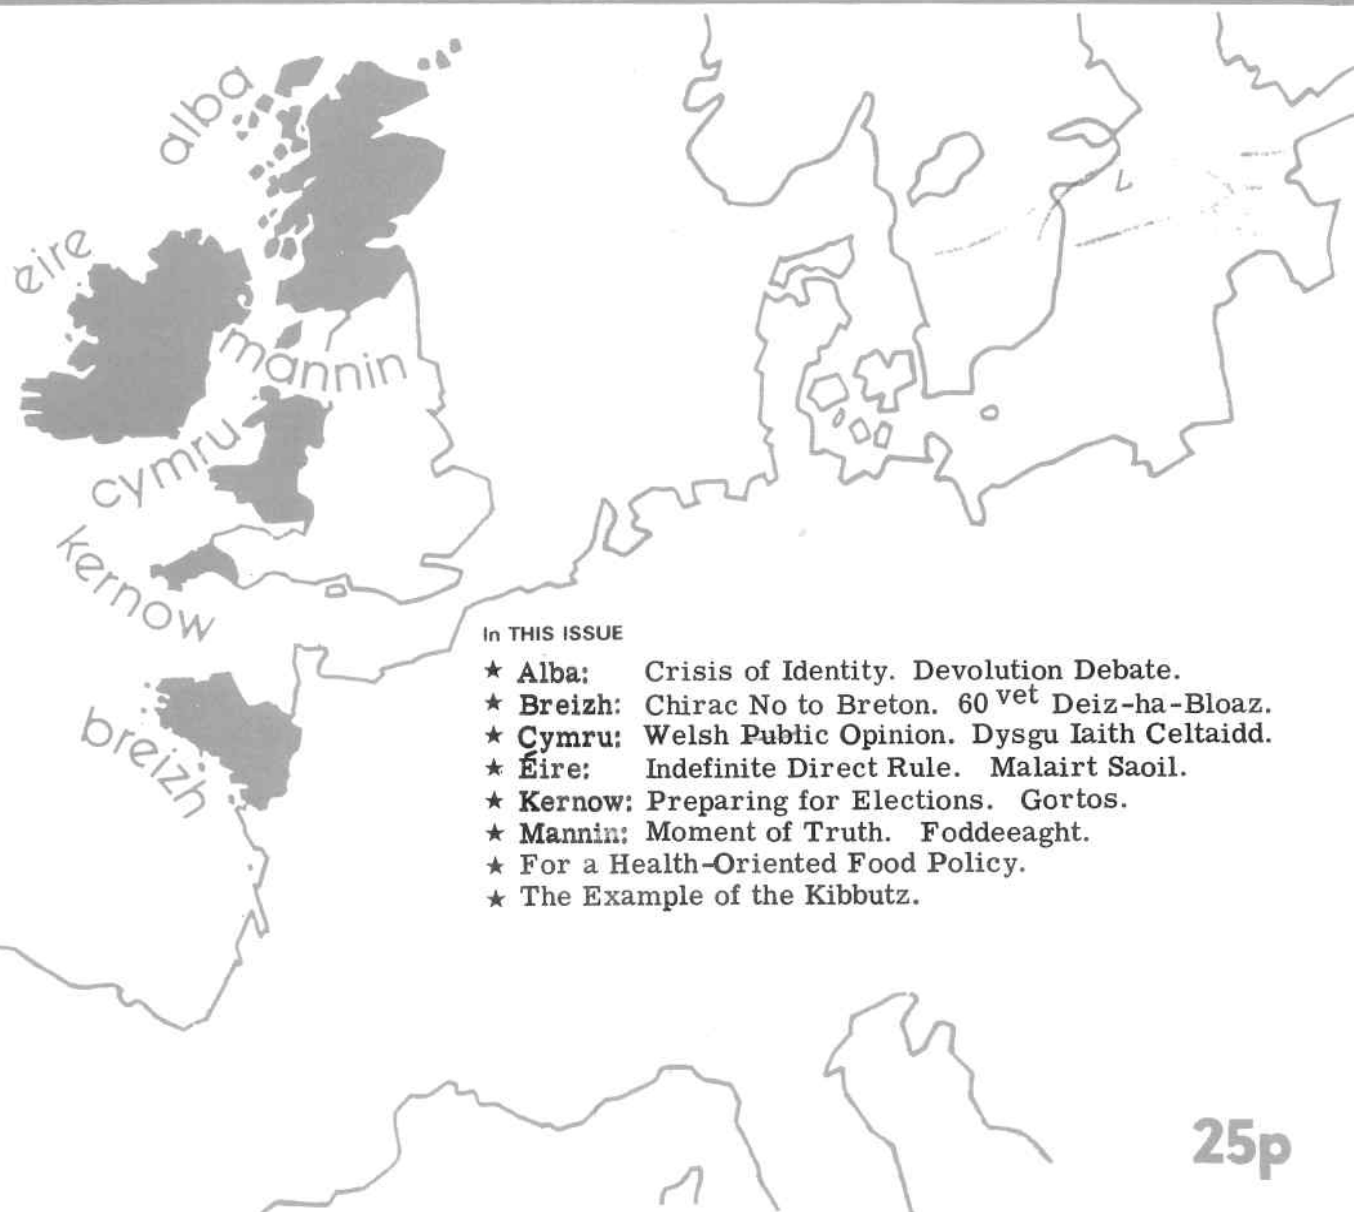 alba
éire
mannin
cymru
kernow
breizh
In THIS ISSUE
★ Alba: Crisis of Identity. Devolution Debate.
★ Breizh: Chirac No to Breton. 60 vet Deiz-ha-Bloaz.
★ Cymru: Welsh Public Opinion. Dysgu Iaith Celtaidd.
★ Éire: Indefinite Direct Rule. Malairt Saoil.
★ Kernow: Preparing for Elections. Gortos.
★ Mannin: Moment of Truth. Foddeeaght.
★ For a Health-Oriented Food Policy.
★ The Example of the Kibbutz.
25p